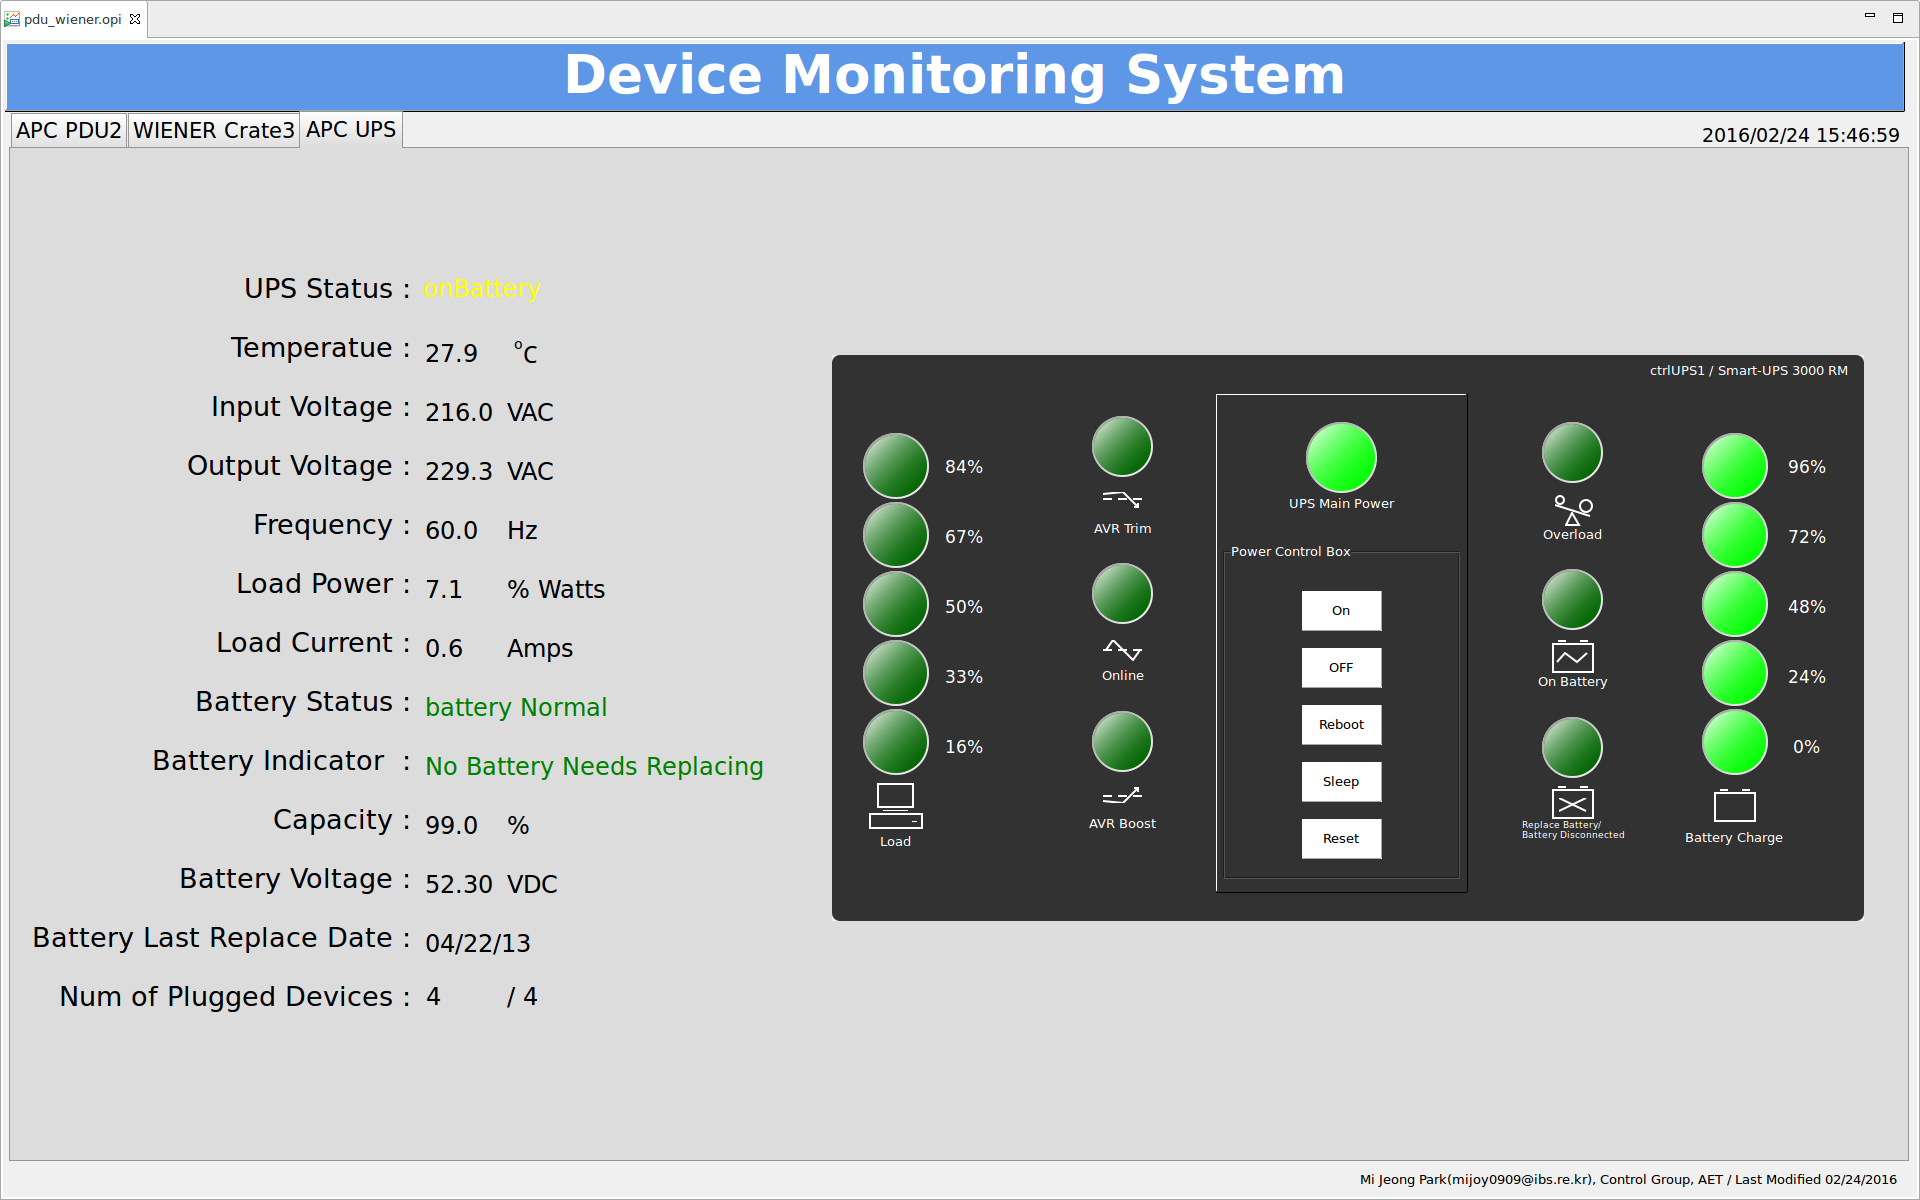 pdu_wiener.opi
Device Monitoring System
APC PDU2 WIENER Crate3 APC UPS
2016/02/24 15:46:59
UPS Status : onBattery
Temperatue : 27.9 °C
Input Voltage : 216.0 VAC
Output Voltage : 229.3 VAC
Frequency : 60.0 Hz
Load Power : 7.1 % Watts
Load Current : 0.6 Amps
Battery Status : battery Normal
Battery Indicator : No Battery Needs Replacing
Capacity : 99.0 %
Battery Voltage : 52.30 VDC
Battery Last Replace Date : 04/22/13
Num of Plugged Devices : 4 / 4
ctrlUPS1 / Smart-UPS 3000 RM
84%
67%
50%
33%
16%
Load
AVR Trim
Online
AVR Boost
UPS Main Power
Power Control Box
On
OFF
Reboot
Sleep
Reset
Overload
On Battery
Replace Battery/
Battery Disconnected
96%
72%
48%
24%
0%
Battery Charge
Mi Jeong Park(mijoy0909@ibs.re.kr), Control Group, AET / Last Modified 02/24/2016